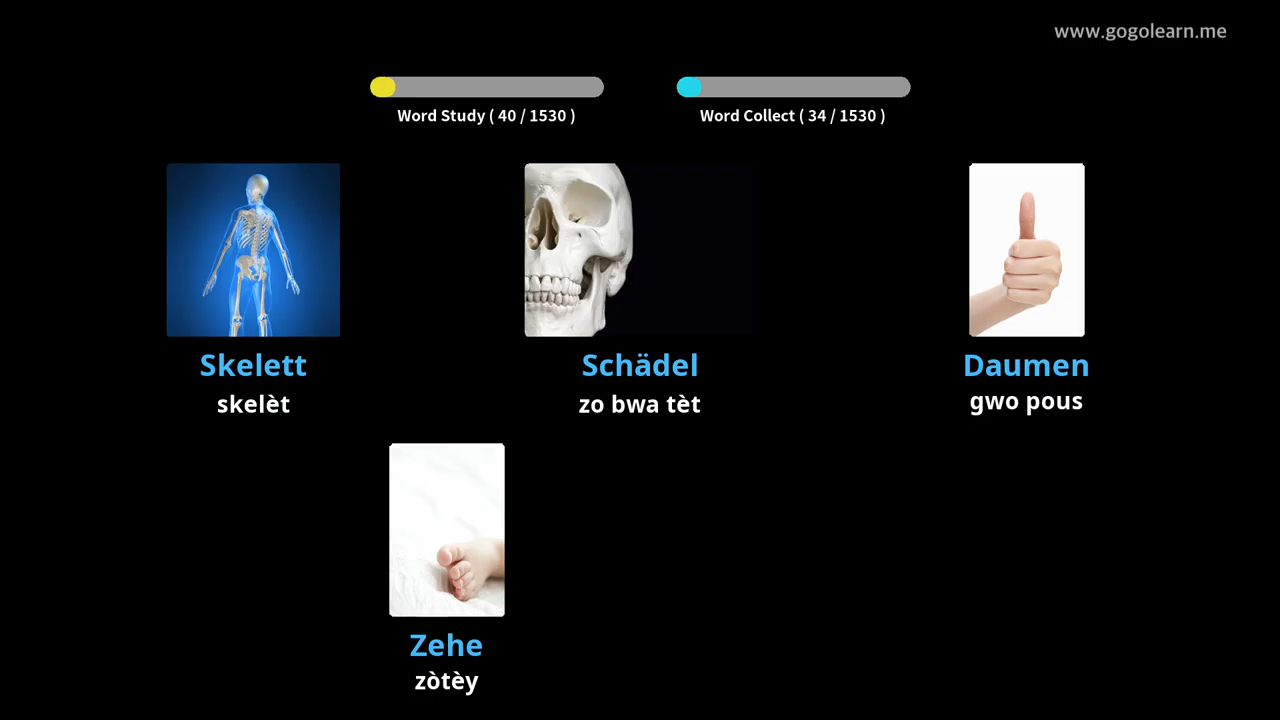 www.gogolearn.me
Word Study ( 40 / 1530 )
Word Collect ( 34 / 1530 )
Skelett
skelèt
Schädel
zo bwa tèt
Daumen
gwo pous
Zehe
zòtèy